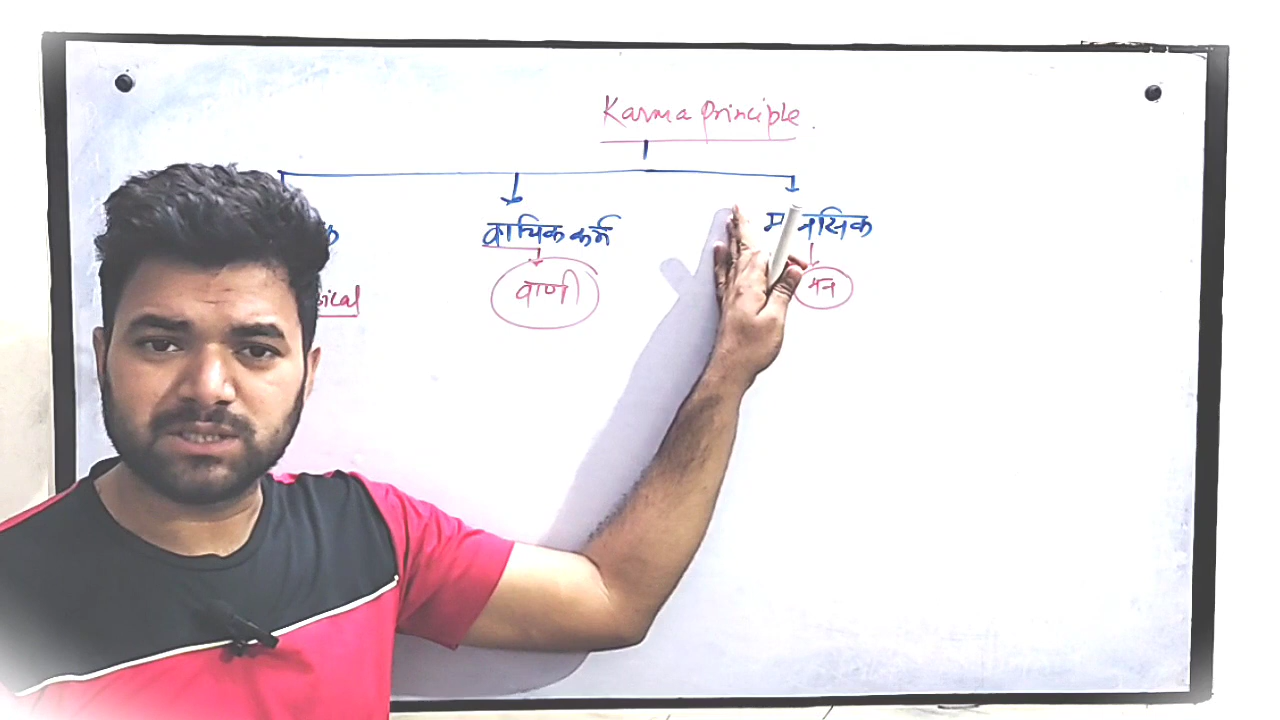 Karma principle.
वाचिक कर्म
मानसिक
वाणी
मन